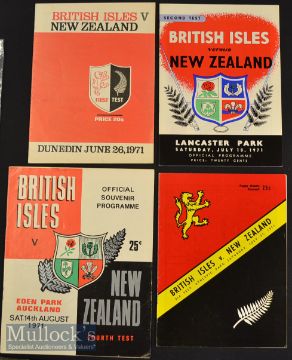 BRITISH ISLES V
NEW ZEALAND
FIRST TEST
PRICE 20c
DUNEDIN JUNE 26, 1971
SECOND TEST
BRITISH ISLES
versus
NEW ZEALAND
LANCASTER PARK
SATURDAY, JULY 10, 1971
OFFICIAL PROGRAMME
PRICE: TWENTY CENTS
BRITISH
ISLES
V
OFFICIAL
SOUVENIR
PROGRAMME
25c
EDEN PARK
AUCKLAND
SAT 14th AUGUST
1971
NEW
ZEALAND
FOURTH TEST
BRITISH ISLES v. NEW ZEALAND
Mullock's
Specialist Auctioneers & Valuers